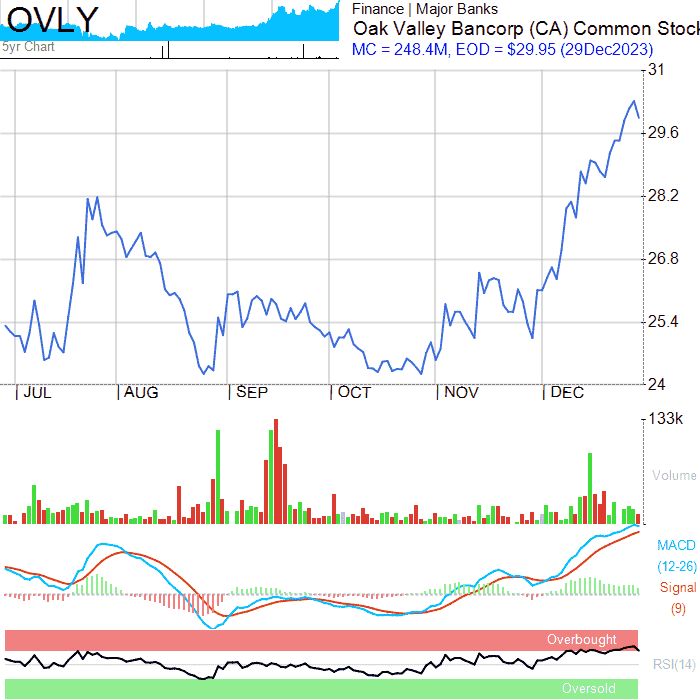 OVLY
5yr Chart
Finance | Major Banks
Oak Valley Bancorp (CA) Common Stock
MC = 248.4M, EOD = $29.95 (29Dec2023)
31
29.6
28.2
26.8
25.4
24
JUL AUG SEP OCT NOV DEC
133k
Volume
MACD
(12-26)
Signal
(9)
Overbought
RSI(14)
Oversold